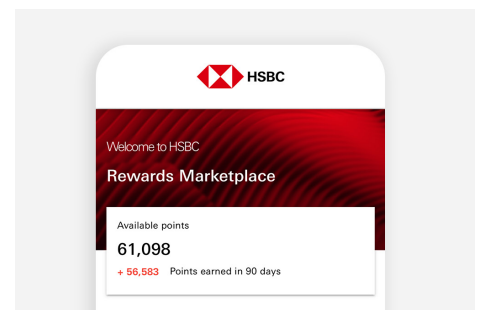 HSBC
Welcome to HSBC
Rewards Marketplace
Available points
61,098
+ 56,583 Points earned in 90 days